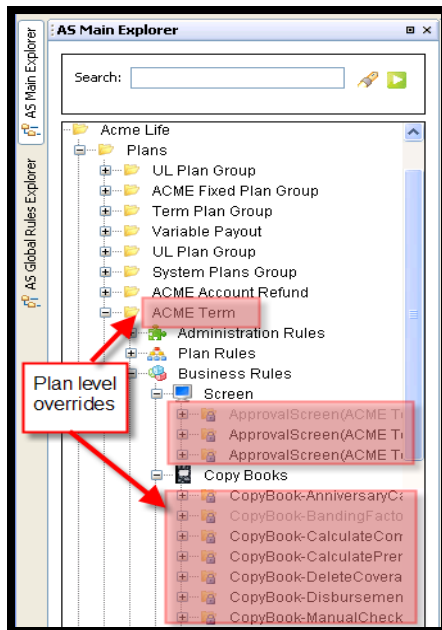 AS Main Explorer
AS Global Rules Explorer
AS Main Explorer
Search:
Acme Life
Plans
UL Plan Group
ACME Fixed Plan Group
Term Plan Group
Variable Payout
UL Plan Group
System Plans Group
ACME Account Refund
ACME Term
Administration Rules
Plan Rules
Business Rules
Plan level
overrides
Screen
ApprovalScreen(ACME T
ApprovalScreen(ACME T
ApprovalScreen(ACME T
Copy Books
CopyBook-AnniversaryCa
CopyBook-BandingFacto
CopyBook-CalculateCom
CopyBook-CalculatePrer
CopyBook-DeleteCovera
CopyBook-Disbursemen
CopyBook-ManualCheck